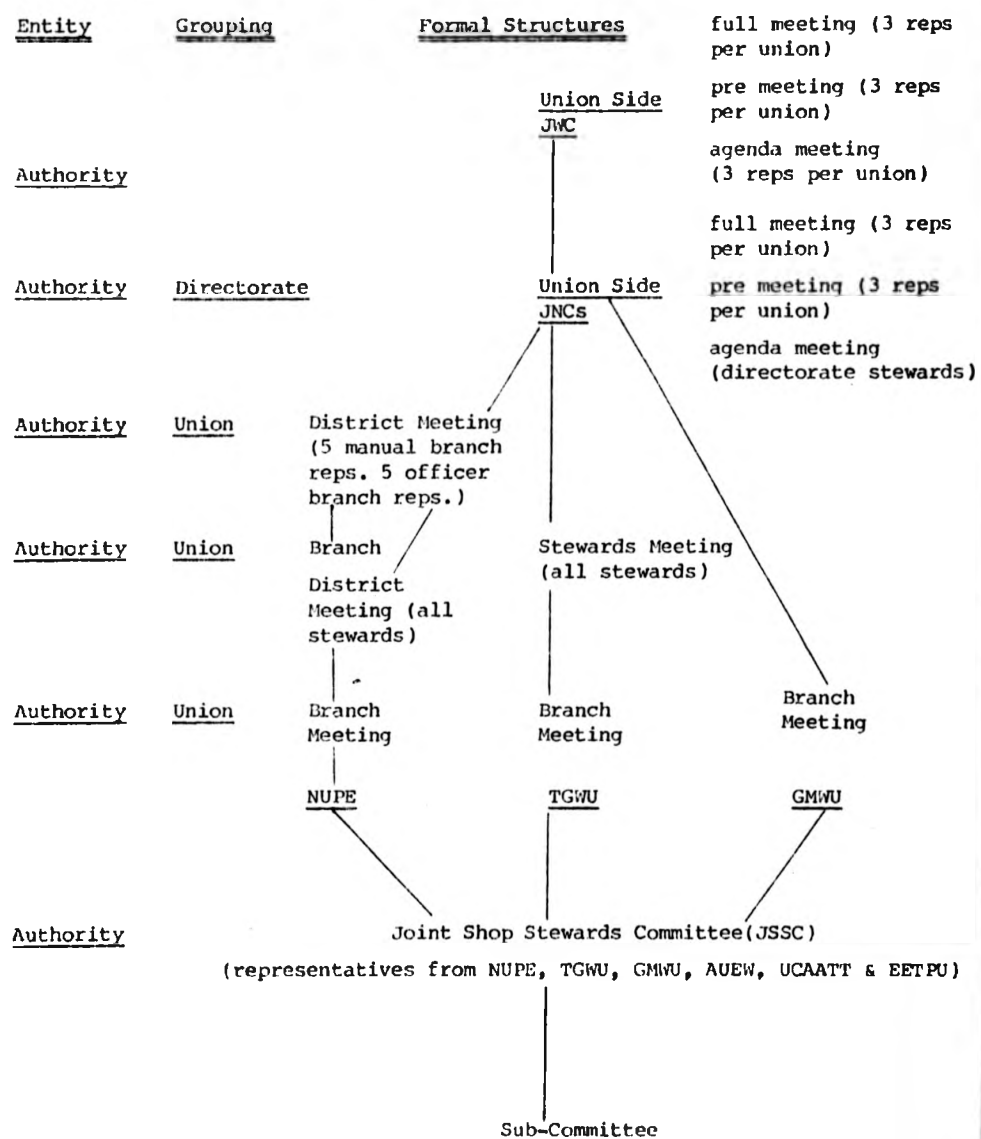 Entity Grouping Formal Structures full meeting (3 reps
per union)
Union Side pre meeting (3 reps
JWC per union)
agenda meeting
Authority (3 reps per union)
full meeting (3 reps
per union)
Authority Directorate Union Side pre meeting (3 reps
JNCs per union)
agenda meeting
(directorate stewards)
Authority Union District Meeting
(5 manual branch
reps. 5 officer
branch reps.)
Authority Union Branch Stewards Meeting
(all stewards)
District
Meeting (all
stewards)
Authority Union Branch Branch Branch
Meeting Meeting Meeting
NUPE TGWU GMWU
Authority Joint Shop Stewards Committee(JSSC)
(representatives from NUPE, TGWU, GMWU, AUEW, UCAATT & EETPU)
Sub-Committee